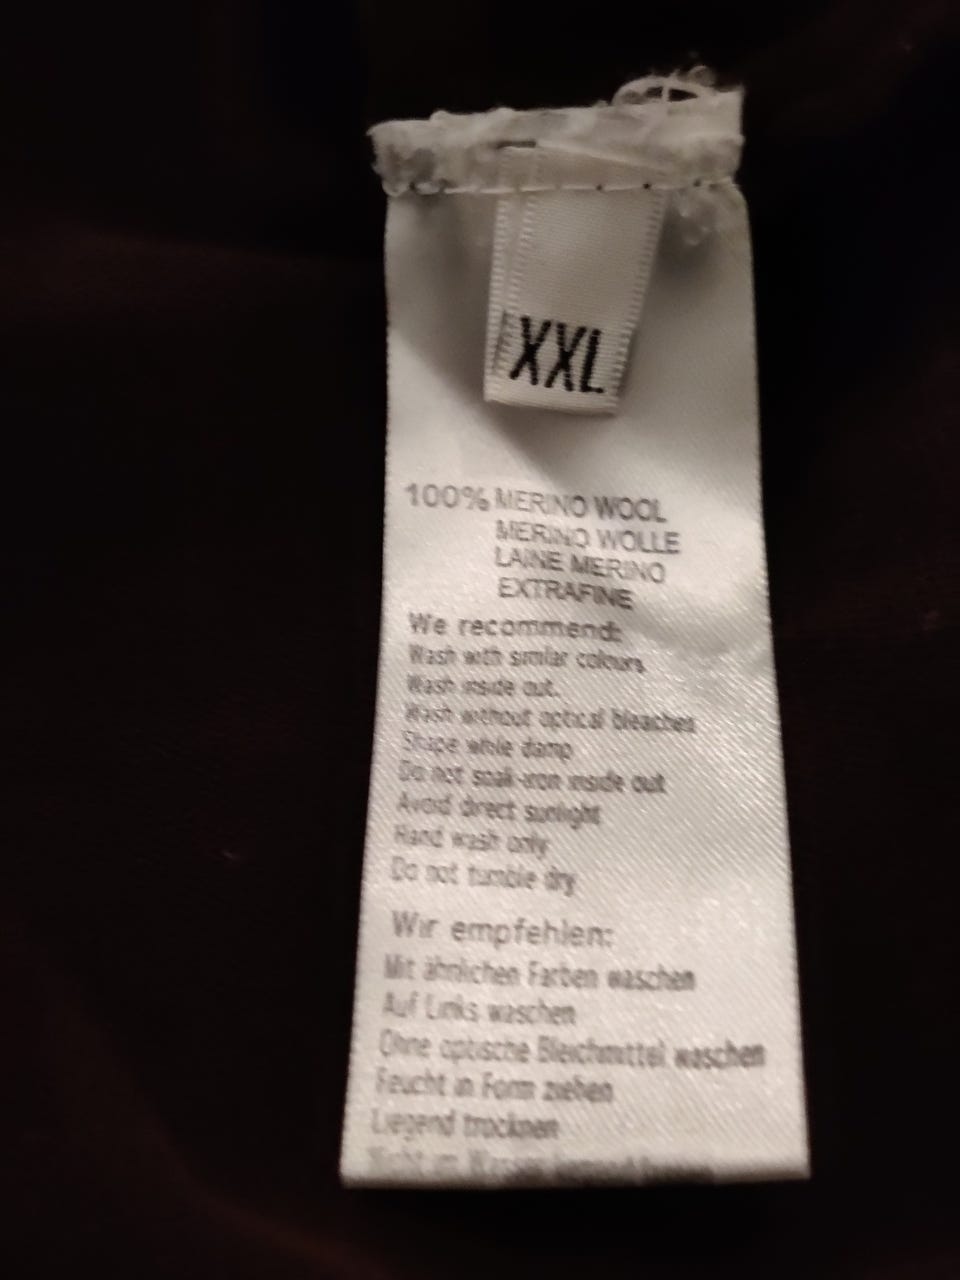 XXL
100% MERINO WOOL
MERINO WOLLE
LAINE MERINO
EXTRAFINE
We recommend:
Wash with similar colours
Wash inside out.
Wash without optical bleaches
Shape while damp
Do not soak-iron inside out
Avoid direct sunlight
Hand wash only
Do not tumble dry
Wir empfehlen:
Mit ähnlichen Farben waschen
Auf Links waschen
Ohne optische Bleichmittel waschen
Feucht in Form ziehen
Liegend trocknen
Nicht im Wasser